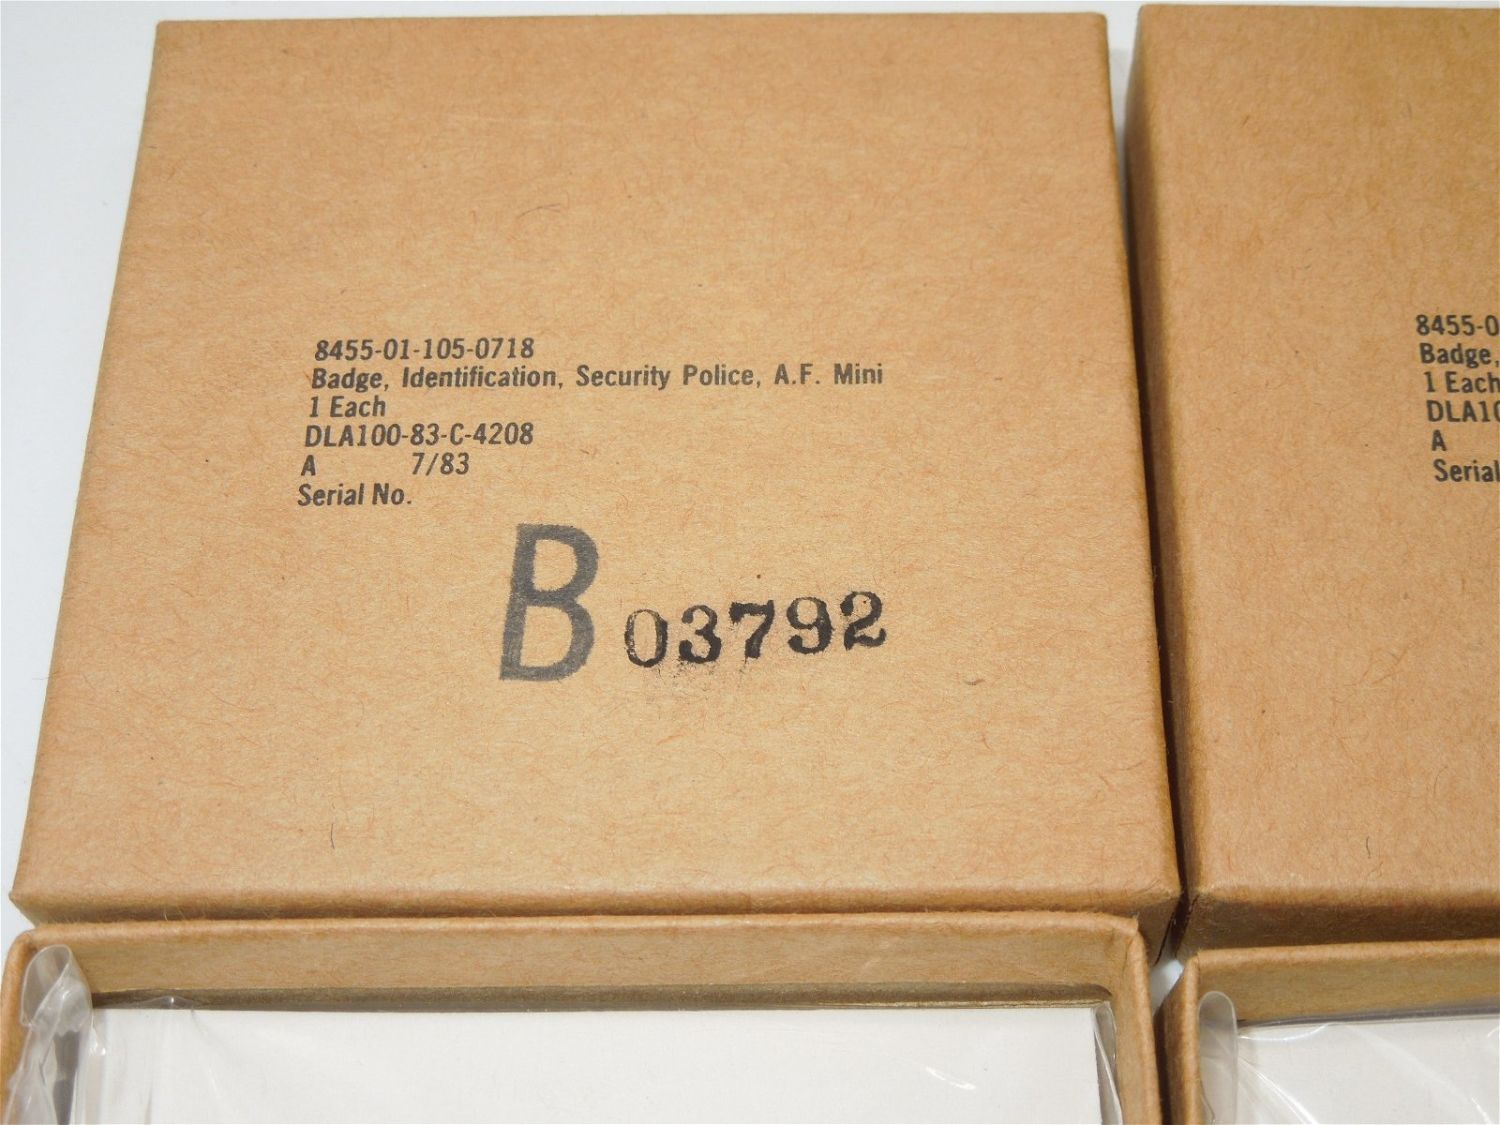 8455-01-105-0718
Badge, Identification, Security Police, A.F. Mini
1 Each
DLA100-83-C-4208
A 7/83
Serial No.
B 03792
8455-0
Badge,
1 Each
DLA10
A
Serial